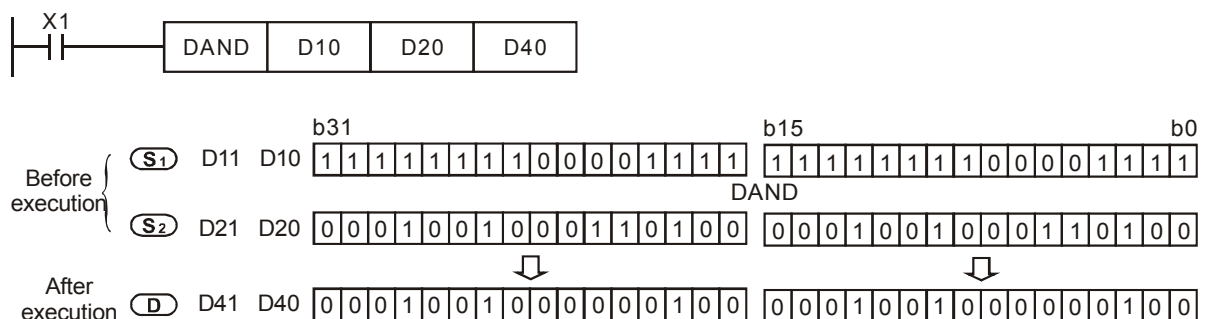 X1
DAND D10 D20 D40
b31 b15 b0
Before execution
S1 D11 D10 1 1 1 1 1 1 1 1 0 0 0 0 1 1 1 1 1 1 1 1 1 1 1 1 0 0 0 0 1 1 1 1
DAND
S2 D21 D20 0 0 0 1 0 0 1 0 0 0 1 1 0 1 0 0 0 0 0 1 0 0 1 0 0 0 1 1 0 1 0 0
After execution
D D41 D40 0 0 0 1 0 0 1 0 0 0 0 0 0 1 0 0 0 0 0 1 0 0 1 0 0 0 0 0 0 1 0 0